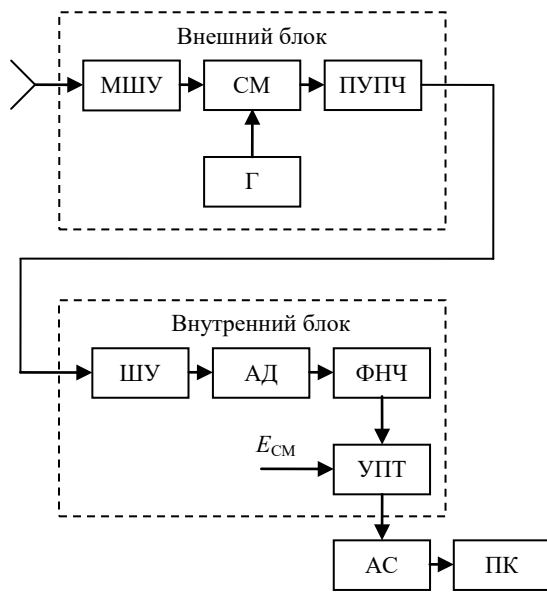 Внешний блок
МШУ
СМ
ПУПЧ
Г
Внутренний блок
ШУ
АД
ФНЧ
EСМ
УПТ
АС
ПК